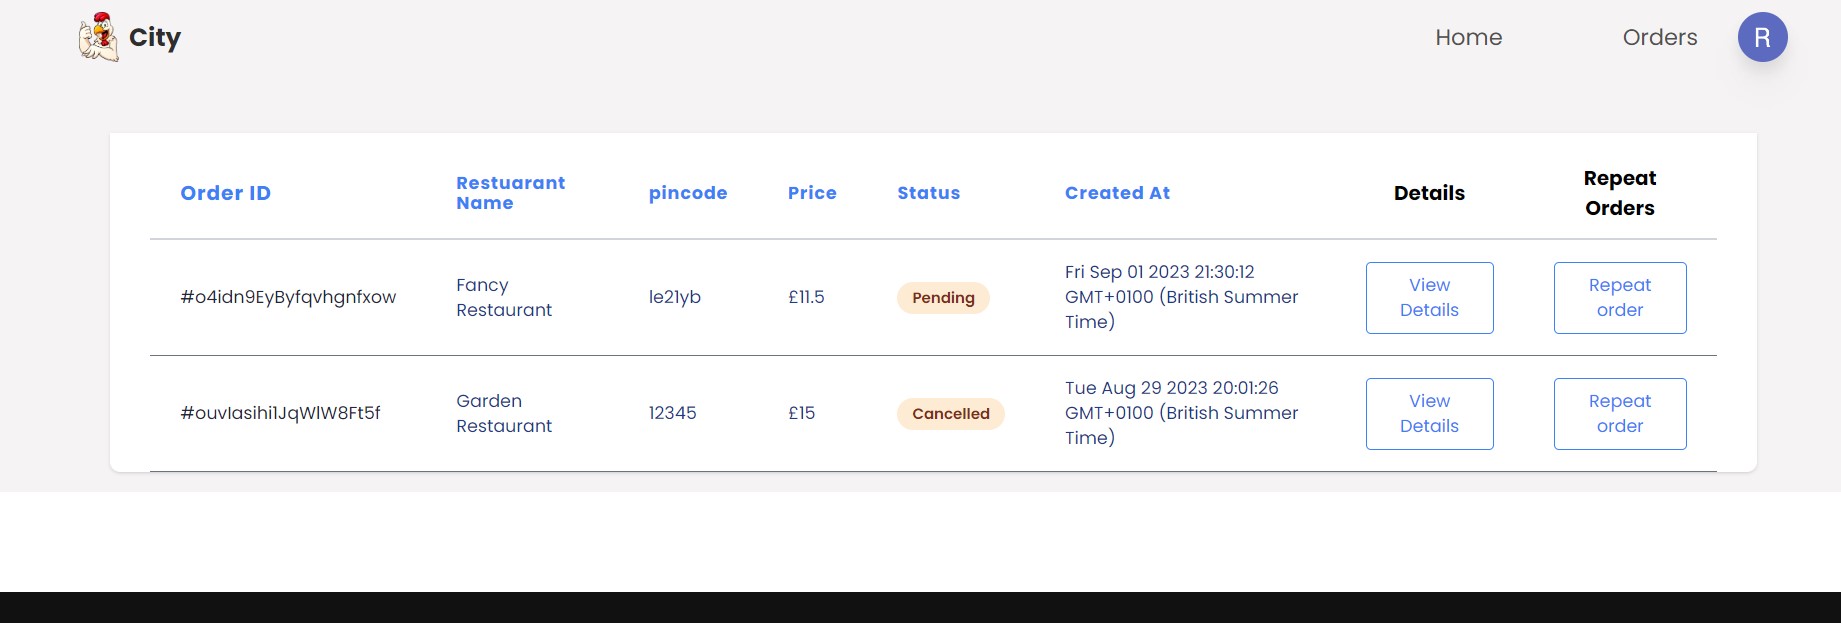 City
Home
Orders
R
Order ID
Restuarant
Name
pincode
Price
Status
Created At
Details
Repeat
Orders
#o4idn9EyByfqvhgnfxow
Fancy
Restaurant
le21yb
£11.5
Pending
Fri Sep 01 2023 21:30:12
GMT+0100 (British Summer
Time)
View
Details
Repeat
order
#ouvIasihi1JqWlW8Ft5f
Garden
Restaurant
12345
£15
Cancelled
Tue Aug 29 2023 20:01:26
GMT+0100 (British Summer
Time)
View
Details
Repeat
order